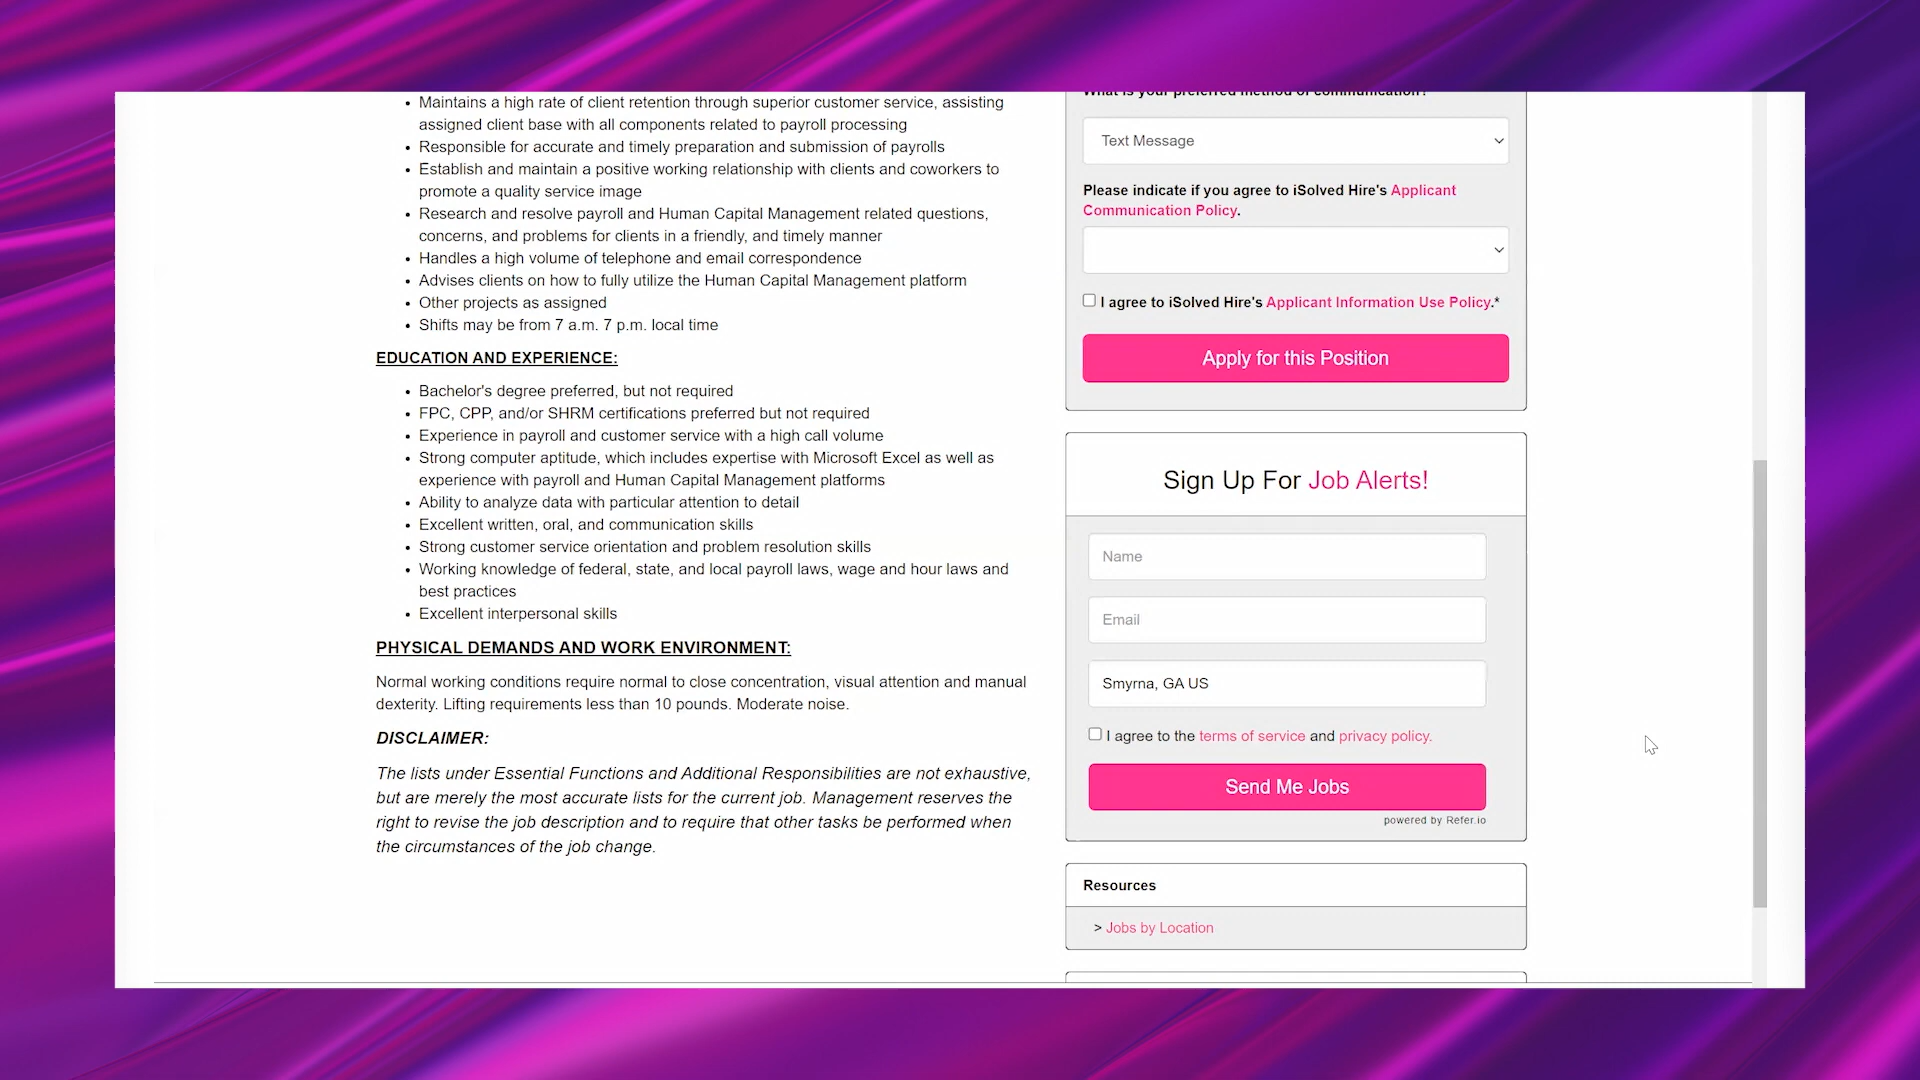 Maintains a high rate of client retention through superior customer service, assisting
assigned client base with all components related to payroll processing
Responsible for accurate and timely preparation and submission of payrolls
Establish and maintain a positive working relationship with clients and coworkers to
promote a quality service image
Research and resolve payroll and Human Capital Management related questions,
concerns, and problems for clients in a friendly, and timely manner
Handles a high volume of telephone and email correspondence
Advises clients on how to fully utilize the Human Capital Management platform
Other projects as assigned
Shifts may be from 7 a.m. 7 p.m. local time
EDUCATION AND EXPERIENCE:
Bachelor's degree preferred, but not required
FPC, CPP, and/or SHRM certifications preferred but not required
Experience in payroll and customer service with a high call volume
Strong computer aptitude, which includes expertise with Microsoft Excel as well as
experience with payroll and Human Capital Management platforms
Ability to analyze data with particular attention to detail
Excellent written, oral, and communication skills
Strong customer service orientation and problem resolution skills
Working knowledge of federal, state, and local payroll laws, wage and hour laws and
best practices
Excellent interpersonal skills
PHYSICAL DEMANDS AND WORK ENVIRONMENT:
Normal working conditions require normal to close concentration, visual attention and manual
dexterity. Lifting requirements less than 10 pounds. Moderate noise.
DISCLAIMER:
The lists under Essential Functions and Additional Responsibilities are not exhaustive,
but are merely the most accurate lists for the current job. Management reserves the
right to revise the job description and to require that other tasks be performed when
the circumstances of the job change.
What is your preferred method of communication?
Text Message
Please indicate if you agree to iSolved Hire's Applicant
Communication Policy.
I agree to iSolved Hire's Applicant Information Use Policy.*
Apply for this Position
Sign Up For Job Alerts!
Name
Email
Smyrna, GA US
I agree to the terms of service and privacy policy.
Send Me Jobs
powered by Refer.io
Resources
> Jobs by Location